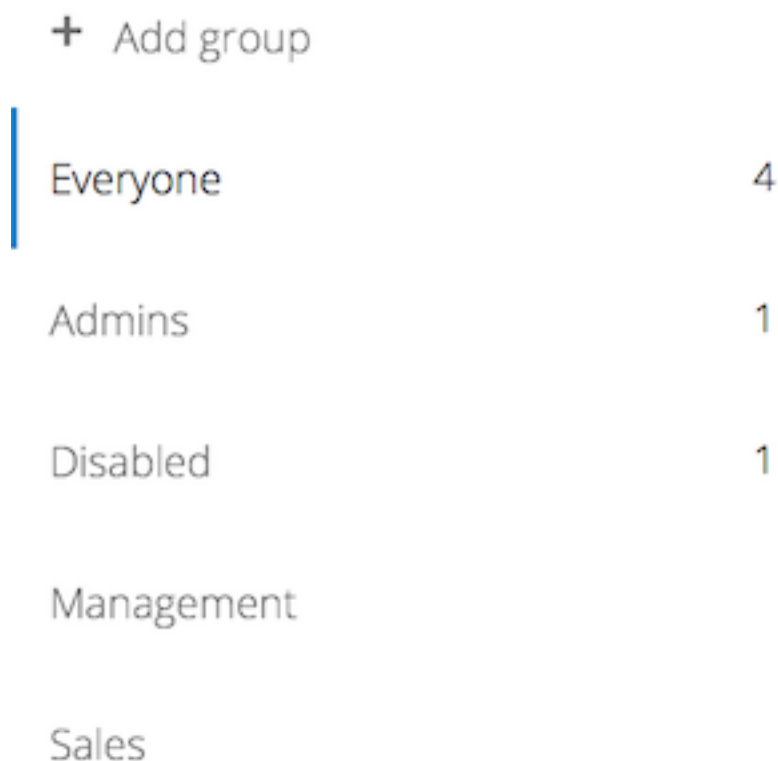 + Add group
Everyone 4
Admins 1
Disabled 1
Management
Sales